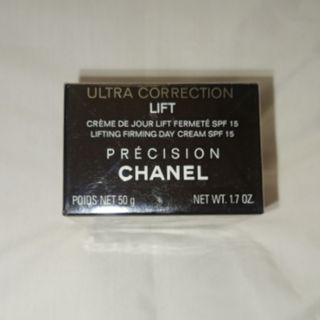 ULTRA CORRECTION
LIFT
CRÈME DE JOUR LIFT FERMETÉ SPF 15
LIFTING FIRMING DAY CREAM SPF 15
PRÉCISION
CHANEL
POIDS NET 50 g NET WT. 1.7 OZ.